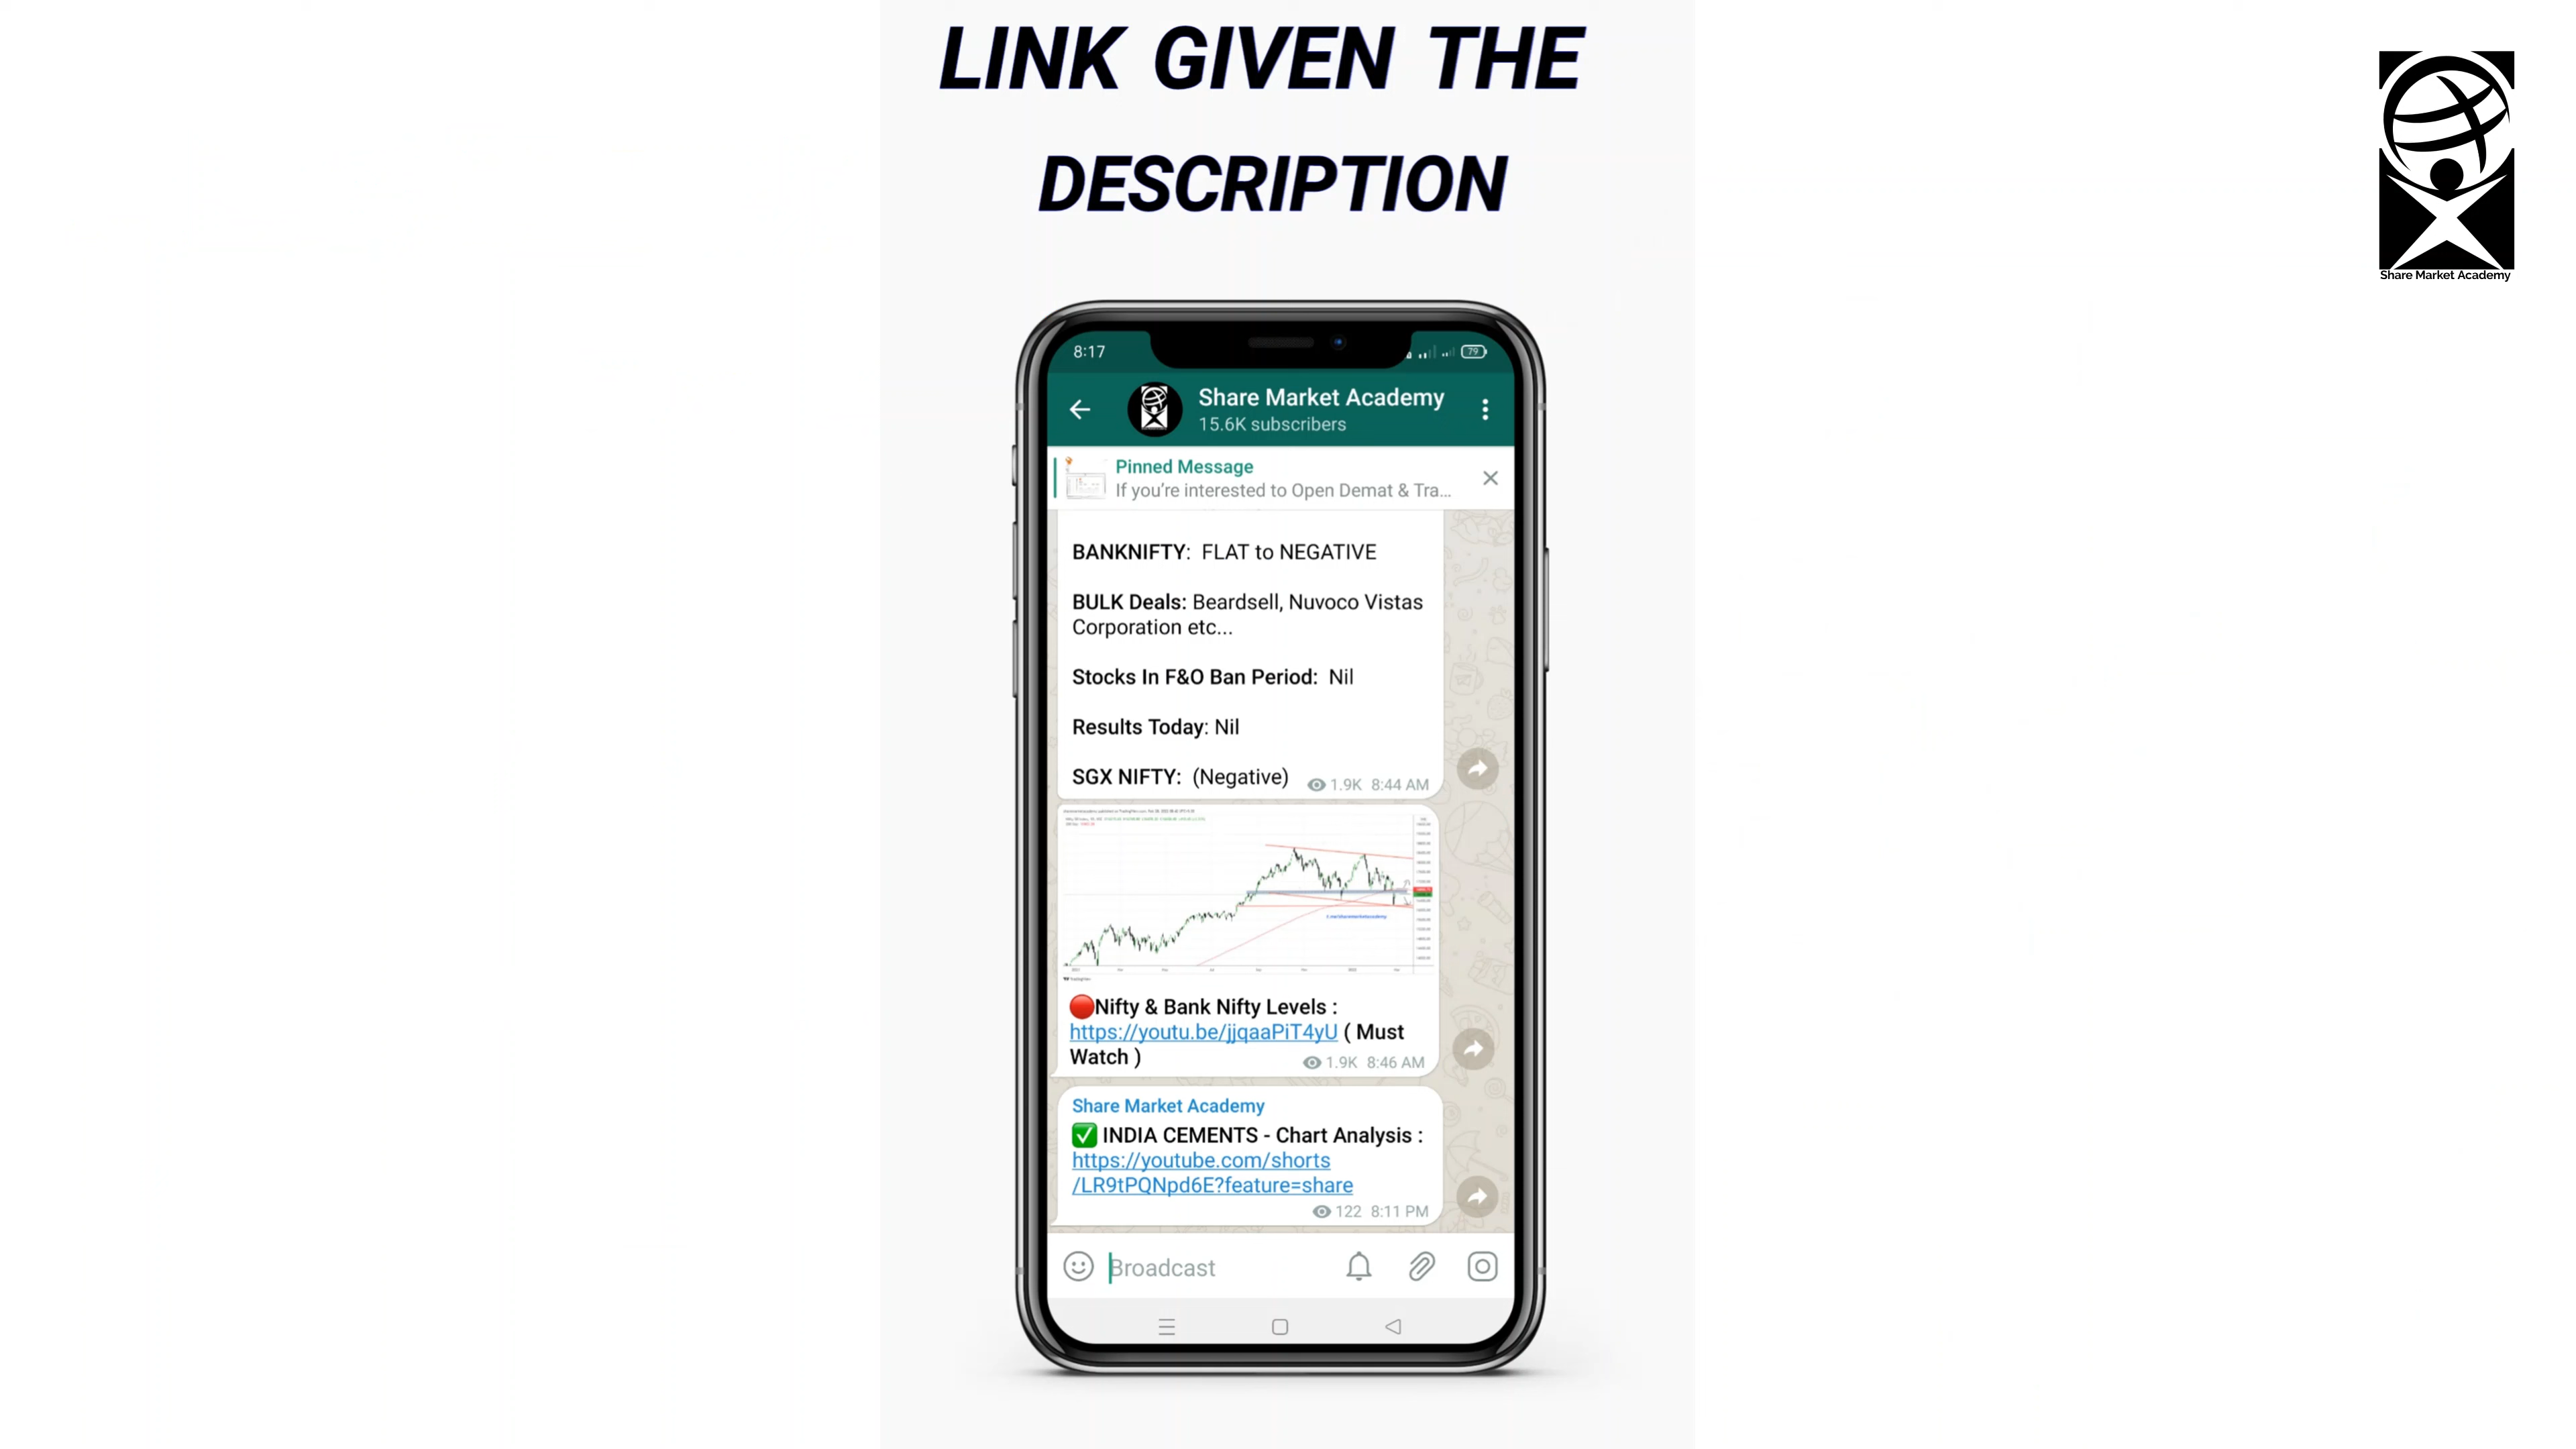 LINK GIVEN THE
DESCRIPTION
Share Market Academy
8:17
79
Share Market Academy
15.6K subscribers
Pinned Message
If you're interested to Open Demat & Tra...
BANKNIFTY: FLAT to NEGATIVE
BULK Deals: Beardsell, Nuvoco Vistas
Corporation etc...
Stocks In F&O Ban Period: Nil
Results Today: Nil
SGX NIFTY: (Negative) 1.9K 8:44 AM
🔴Nifty & Bank Nifty Levels :
https://youtu.be/jjqaaPiT4yU ( Must
Watch ) 1.9K 8:46 AM
Share Market Academy
✅ INDIA CEMENTS - Chart Analysis :
https://youtube.com/shorts
/LR9tPQNpd6E?feature=share
122 8:11 PM
Broadcast